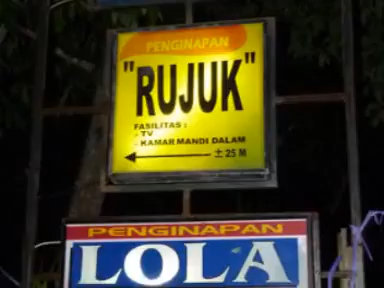 PENGINAPAN
"RUJUK"
FASILITAS :
- TV
- KAMAR MANDI DALAM
± 25 M
PENGINAPAN
LOLA